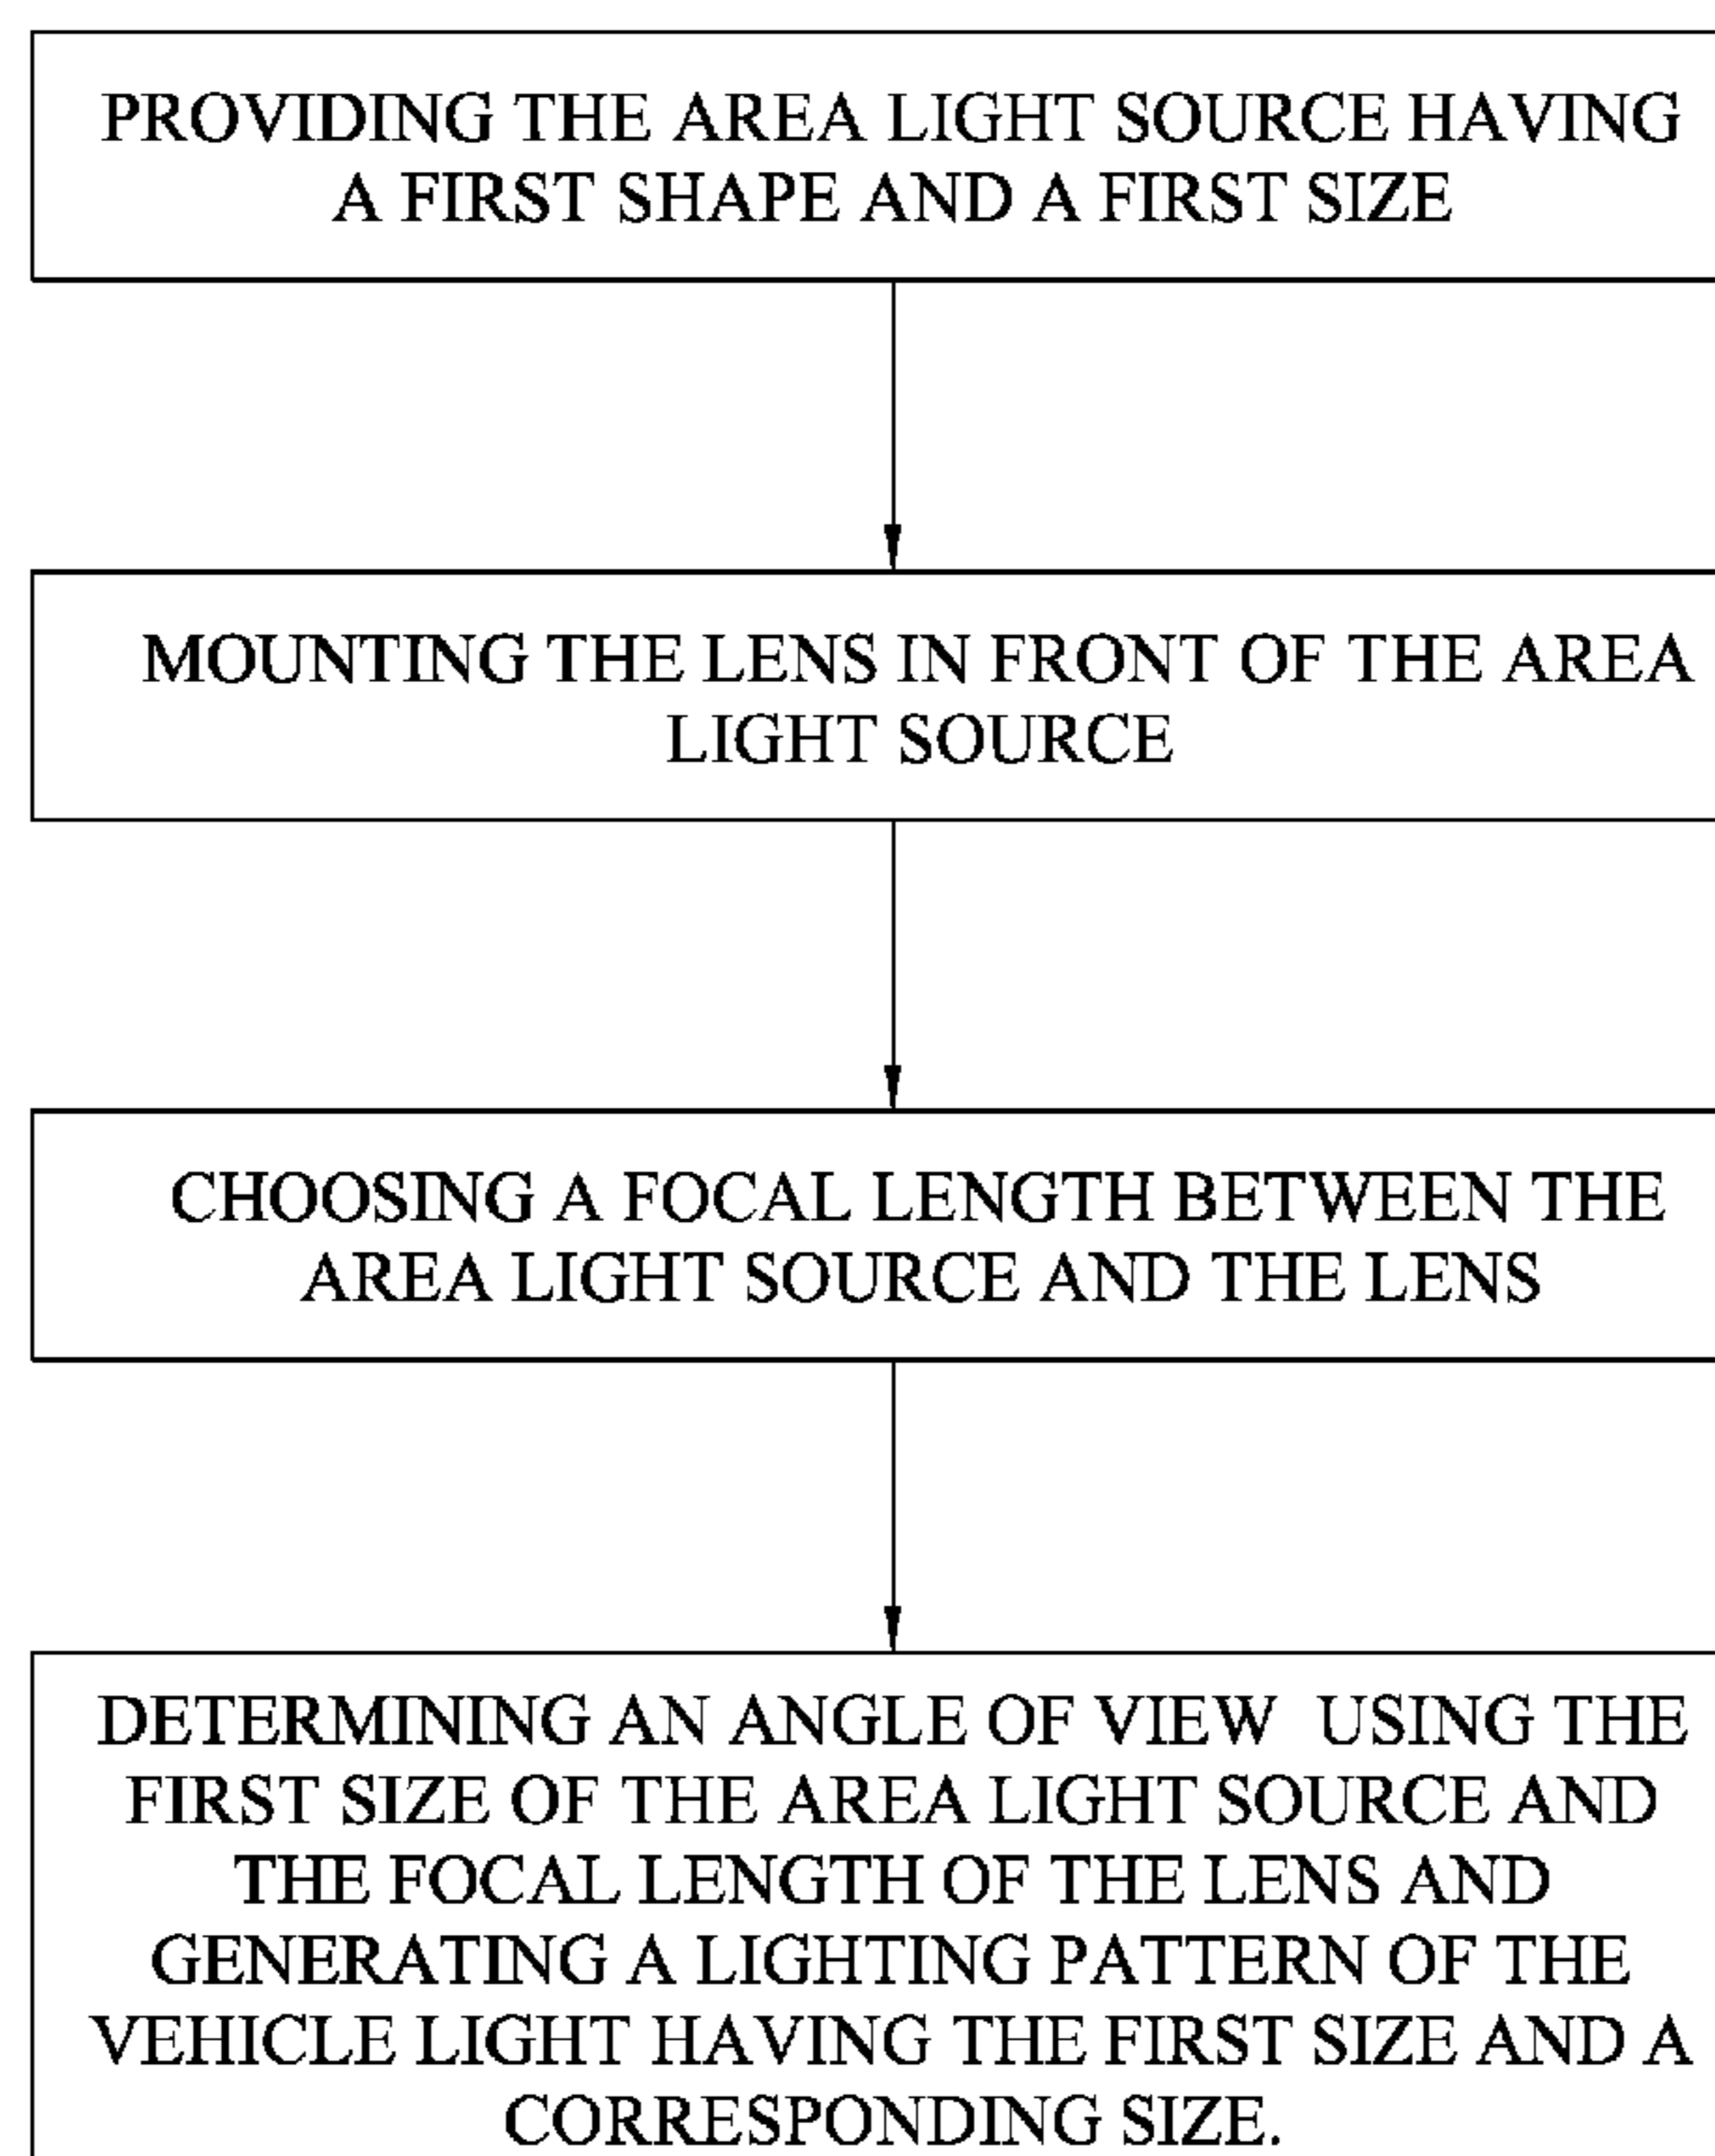 PROVIDING THE AREA LIGHT SOURCE HAVING
A FIRST SHAPE AND A FIRST SIZE
MOUNTING THE LENS IN FRONT OF THE AREA
LIGHT SOURCE
CHOOSING A FOCAL LENGTH BETWEEN THE
AREA LIGHT SOURCE AND THE LENS
DETERMINING AN ANGLE OF VIEW USING THE
FIRST SIZE OF THE AREA LIGHT SOURCE AND
THE FOCAL LENGTH OF THE LENS AND
GENERATING A LIGHTING PATTERN OF THE
VEHICLE LIGHT HAVING THE FIRST SIZE AND A
CORRESPONDING SIZE.